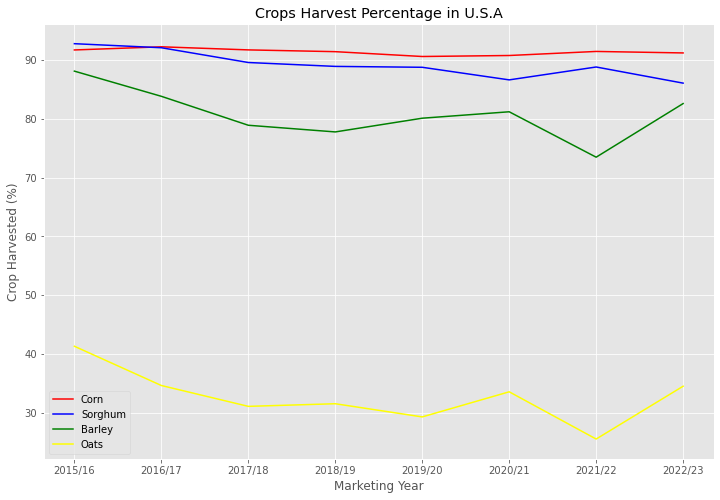 Crops Harvest Percentage in U.S.A
Crop Harvested (%)
90
80
70
60
50
40
30
Corn
Sorghum
Barley
Oats
2015/16 2016/17 2017/18 2018/19 2019/20 2020/21 2021/22 2022/23
Marketing Year